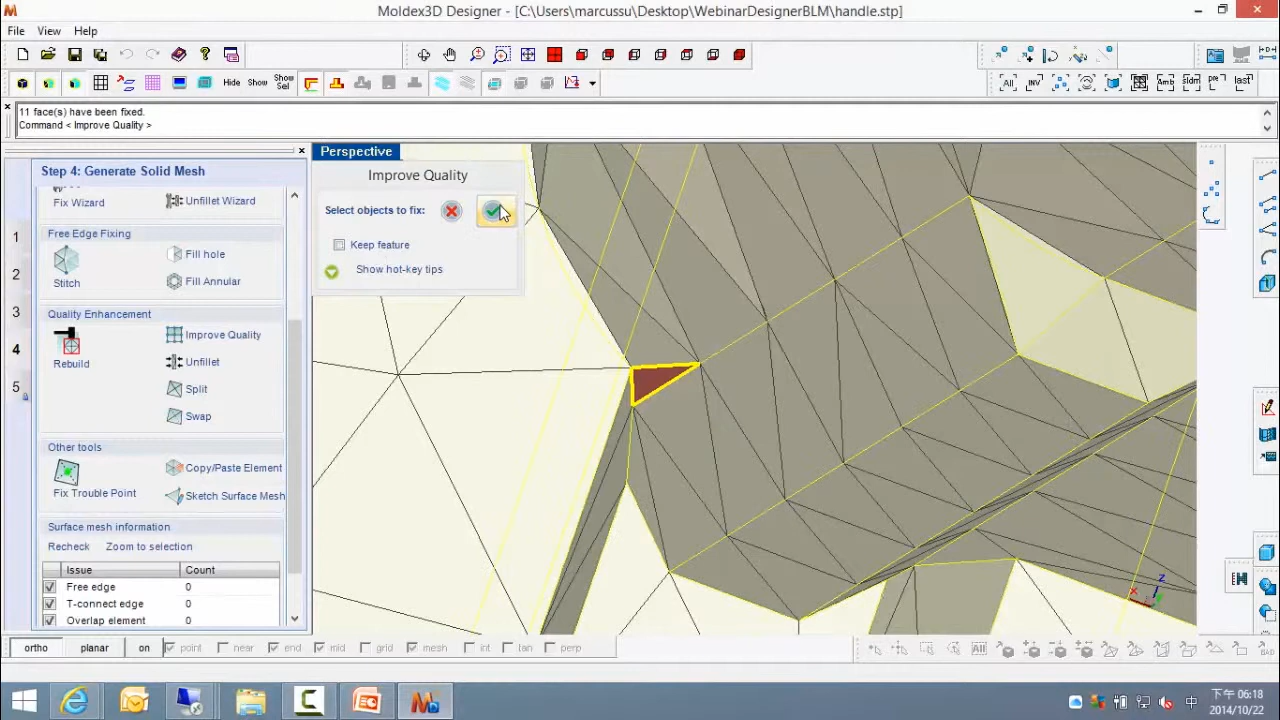 Moldex3D Designer - [C:\Users\marcussu\Desktop\WebinarDesignerBLM\handle.stp]
File View Help
Hide Show Show Sel
11 face(s) have been fixed.
Command < Improve Quality >
Step 4: Generate Solid Mesh
Fix Wizard
Unfillet Wizard
Free Edge Fixing
Stitch
Fill hole
Fill Annular
Quality Enhancement
Rebuild
Improve Quality
Unfillet
Split
Swap
Other tools
Fix Trouble Point
Copy/Paste Element
Sketch Surface Mesh
Surface mesh information
Recheck Zoom to selection
Issue Count
Free edge 0
T-connect edge 0
Overlap element 0
1
2
3
4
5
Perspective
Improve Quality
Select objects to fix:
Keep feature
Show hot-key tips
z
x
ortho planar on point near end mid grid mesh int tan perp
All
中
下午 06:18
2014/10/22